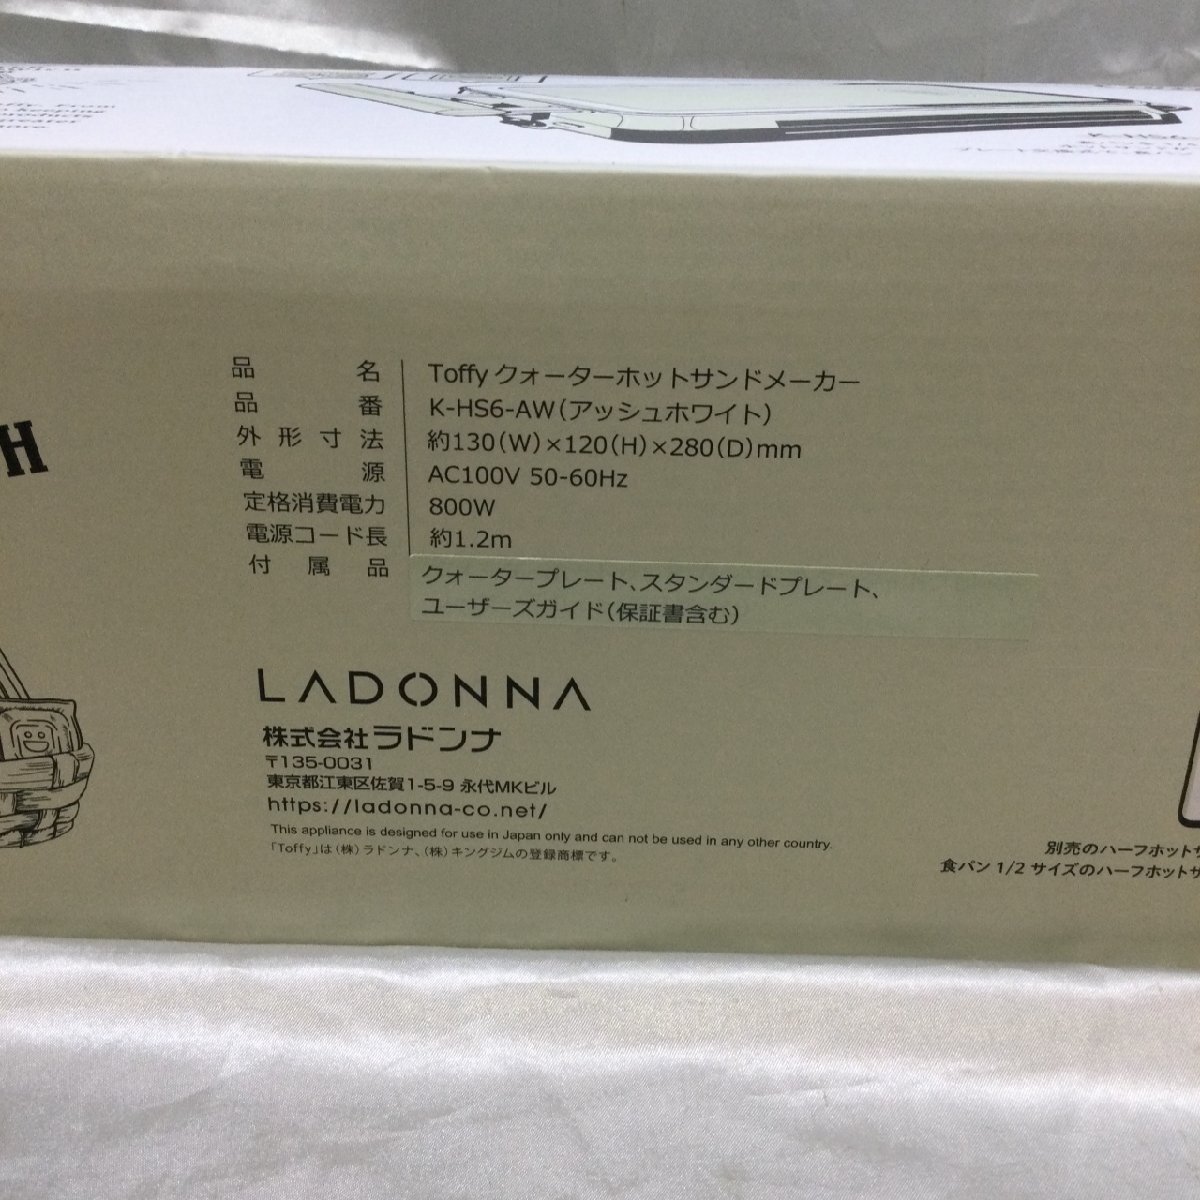 K-HS6
H
品名 Toffy クォーターホットサンドメーカー
品番 K-HS6-AW(アッシュホワイト)
外形寸法 約130(W)×120(H)×280(D)mm
電源 AC100V 50-60Hz
定格消費電力 800W
電源コード長 約1.2m
付属品 クォータープレート、スタンダードプレート、
ユーザーズガイド(保証書含む)
LADONNA
株式会社ラドンナ
〒135-0031
東京都江東区佐賀1-5-9 永代MKビル
https://ladonna-co.net/
This appliance is designed for use in Japan only and can not be used in any other country.
「Toffy」は(株)ラドンナ、(株)キングジムの登録商標です。
別売のハーフホットサ
食パン 1/2 サイズのハーフホットサ